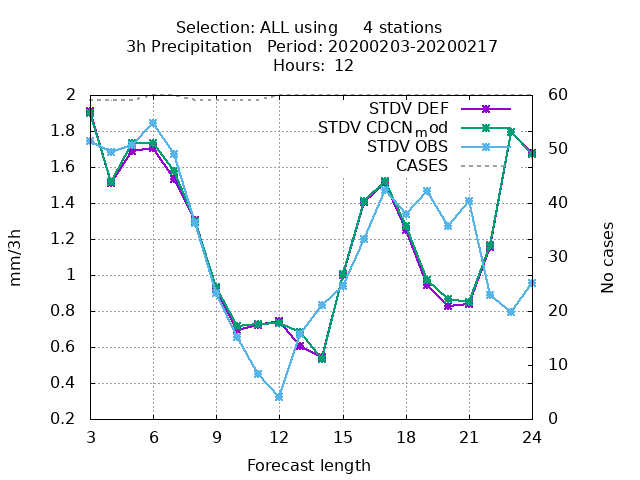 Selection: ALL using 4 stations
3h Precipitation Period: 20200203-20200217
Hours: 12
STDV DEF
STDV CDCN_mod
STDV OBS
CASES
mm/3h
No cases
2
1.8
1.6
1.4
1.2
1
0.8
0.6
0.4
0.2
60
50
40
30
20
10
0
3 6 9 12 15 18 21 24
Forecast length